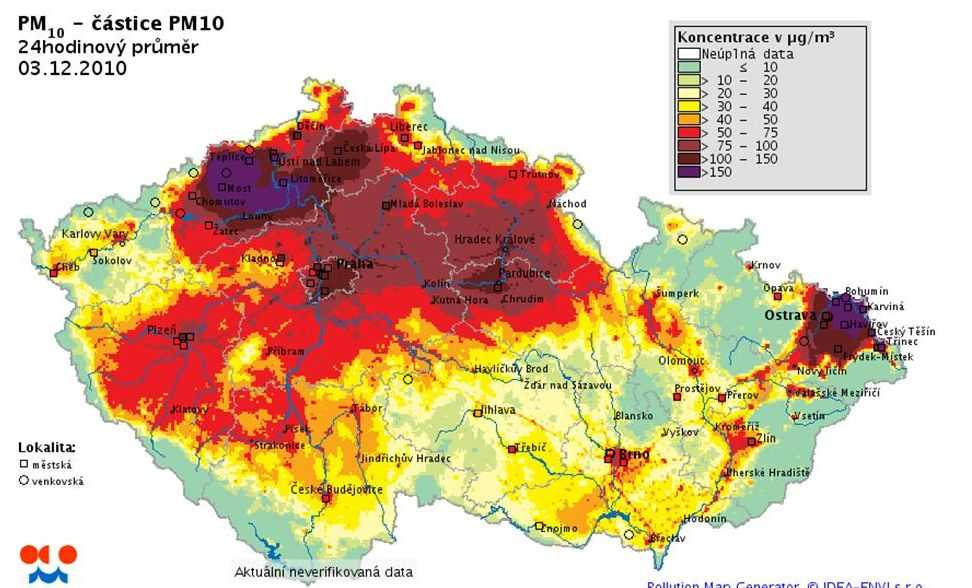 PM10 – částice PM10
24hodinový průměr
03.12.2010
Koncentrace v µg/m³
Neúplná data
≤ 10
> 10 – 20
> 20 – 30
> 30 – 40
> 40 – 50
> 50 – 75
> 75 – 100
>100 – 150
>150
Děčín
Liberec
Česká Lípa
Jablonec nad Nisou
Teplice
Ústí nad Labem
Litoměřice
Most
Trutnov
Chomutov
Mladá Boleslav
Náchod
Louny
Žatec
Karlovy Vary
Hradec Králové
Sokolov
Kladno
Praha
Cheb
Krnov
Pardubice
Kolín
Opava
Bohumín
Šumperk
Kutná Hora
Chrudim
Karviná
Ostrava
Havířov
Plzeň
Český Těšín
Třinec
Příbram
Frýdek-Místek
Olomouc
Havlíčkův Brod
Nový Jičín
Žďár nad Sázavou
Prostějov
Přerov
Valašské Meziříčí
Klatovy
Tábor
Jihlava
Blansko
Vsetín
Písek
Kroměříž
Vyškov
Zlín
Strakonice
Třebíč
Brno
Jindřichův Hradec
Uherské Hradiště
České Budějovice
Hodonín
Znojmo
Břeclav
Lokalita:
městská
venkovská
Aktuální neverifikovaná data
Pollution Map Generator, © IDEA-ENVI s.r.o.